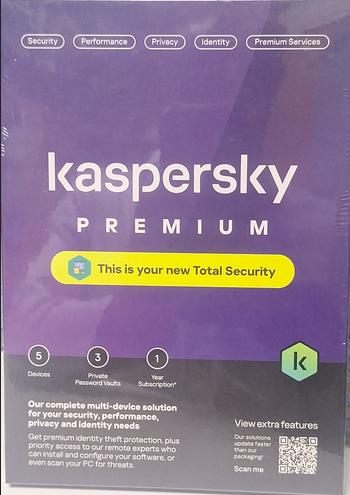 Security Performance Privacy Identity Premium Services
kaspersky
PREMIUM
This is your new Total Security
5 3 1
Devices Private Year
Password Vaults Subscription*
k
Our complete multi-device solution
for your security, performance,
privacy and identity needs
Get premium identity theft protection, plus
priority access to our remote experts who
can install and configure your software, or
even scan your PC for threats.
View extra features
Our solutions
update faster
than our
packaging!
Scan me